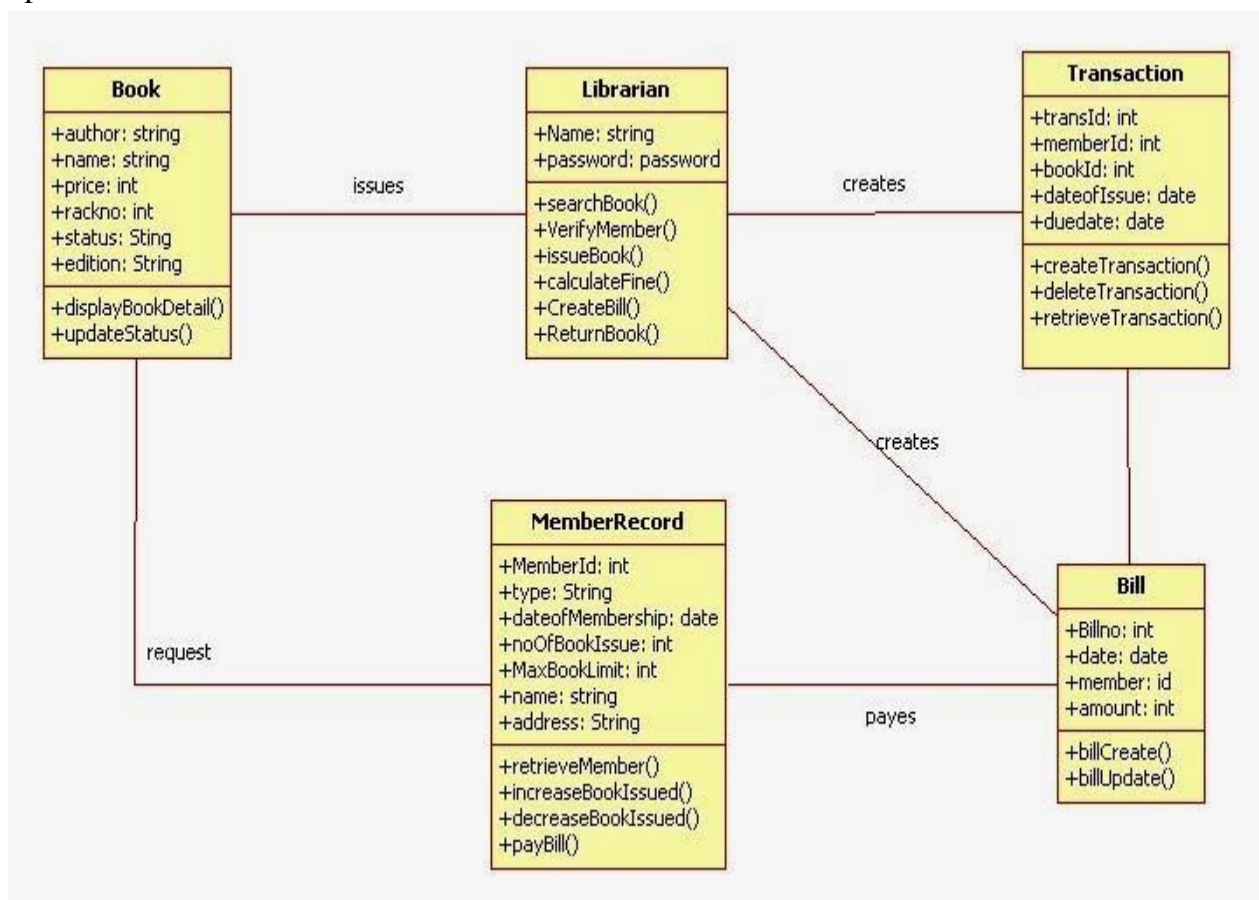 Book
+author: string
+name: string
+price: int
+rackno: int
+status: Sting
+edition: String
+displayBookDetail()
+updateStatus()
issues
Librarian
+Name: string
+password: password
+searchBook()
+VerifyMember()
+issueBook()
+calculateFine()
+CreateBill()
+ReturnBook()
creates
Transaction
+transId: int
+memberId: int
+bookId: int
+dateofIssue: date
+duedate: date
+createTransaction()
+deleteTransaction()
+retrieveTransaction()
creates
request
MemberRecord
+MemberId: int
+type: String
+dateofMembership: date
+noOfBookIssue: int
+MaxBookLimit: int
+name: string
+address: String
+retrieveMember()
+increaseBookIssued()
+decreaseBookIssued()
+payBill()
payes
Bill
+Billno: int
+date: date
+member: id
+amount: int
+billCreate()
+billUpdate()